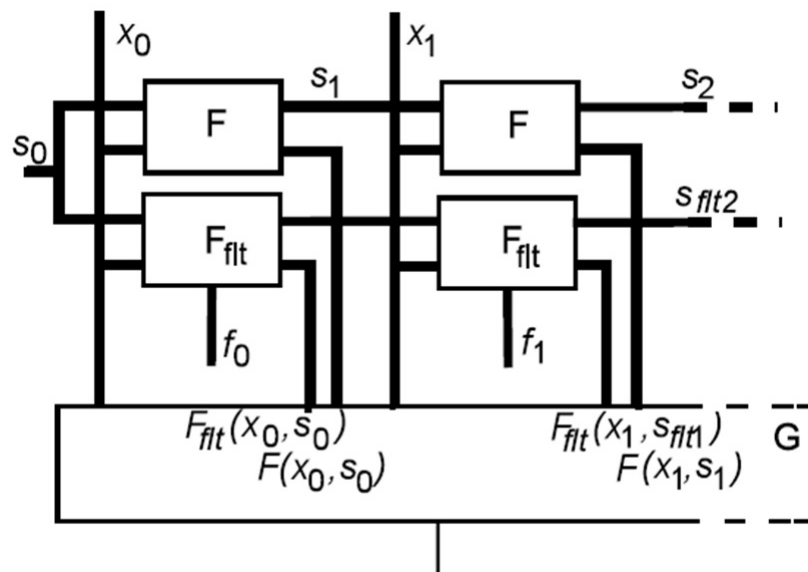 x0
x1
s1
s2
F
F
s0
sflt2
Fflt
Fflt
f0
f1
Fflt(x0,s0)
F(x0,s0)
Fflt(x1,sflt1)
F(x1,s1)
G